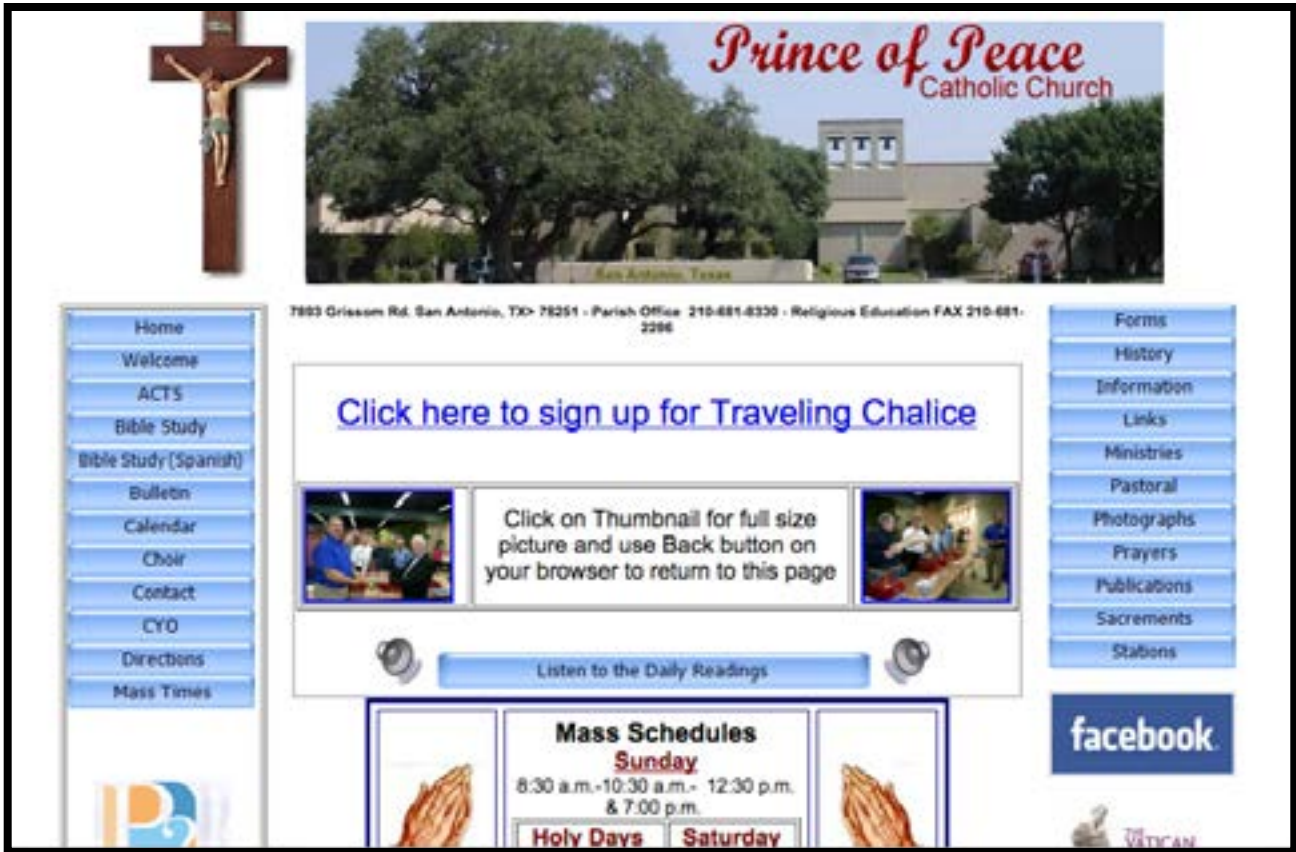 Prince of Peace
Catholic Church
San Antonio, Texas
7893 Grissom Rd. San Antonio, TX> 78251 - Parish Office 210-681-8330 - Religious Education FAX 210-681-
2286
Home
Welcome
ACTS
Bible Study
Bible Study (Spanish)
Bulletin
Calendar
Choir
Contact
CYO
Directions
Mass Times
Click here to sign up for Traveling Chalice
Click on Thumbnail for full size
picture and use Back button on
your browser to return to this page
Listen to the Daily Readings
Mass Schedules
Sunday
8:30 a.m.-10:30 a.m.- 12:30 p.m.
& 7:00 p.m.
Holy Days
Saturday
Forms
History
Information
Links
Ministries
Pastoral
Photographs
Prayers
Publications
Sacrements
Stations
facebook
THE
VATICAN